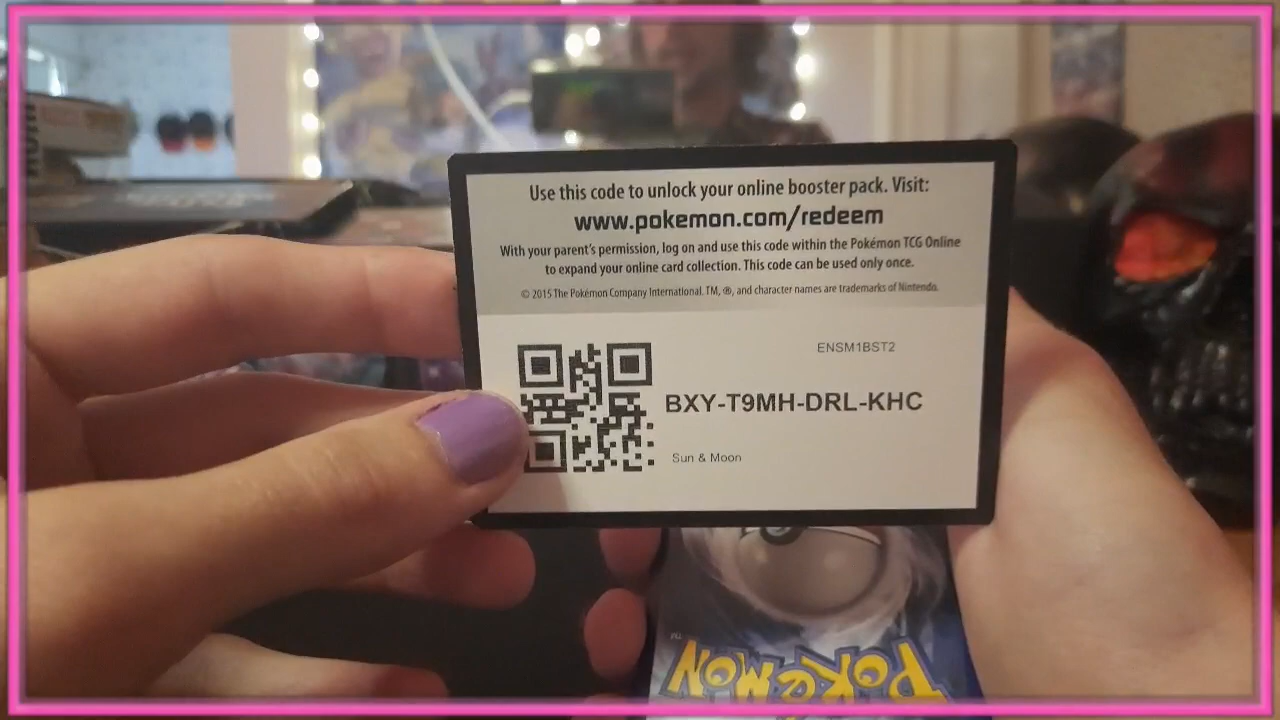 Use this code to unlock your online booster pack. Visit:
www.pokemon.com/redeem
With your parent's permission, log on and use this code within the Pokémon TCG Online
to expand your online card collection. This code can be used only once.
© 2015 The Pokémon Company International. TM, ®, and character names are trademarks of Nintendo.
ENSM1BST2
BXY-T9MH-DRL-KHC
Sun & Moon
POKéMON